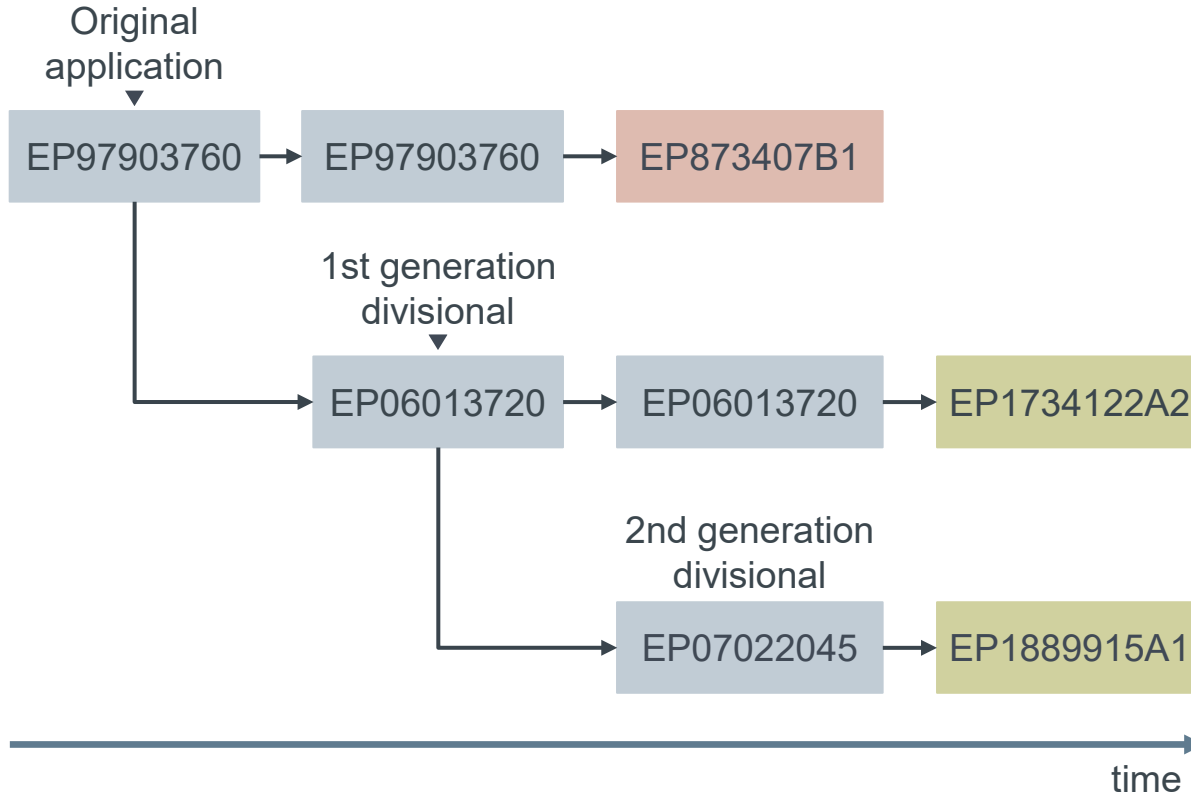 Original
application
EP97903760
EP97903760
EP873407B1
1st generation
divisional
EP06013720
EP06013720
EP1734122A2
2nd generation
divisional
EP07022045
EP1889915A1
time